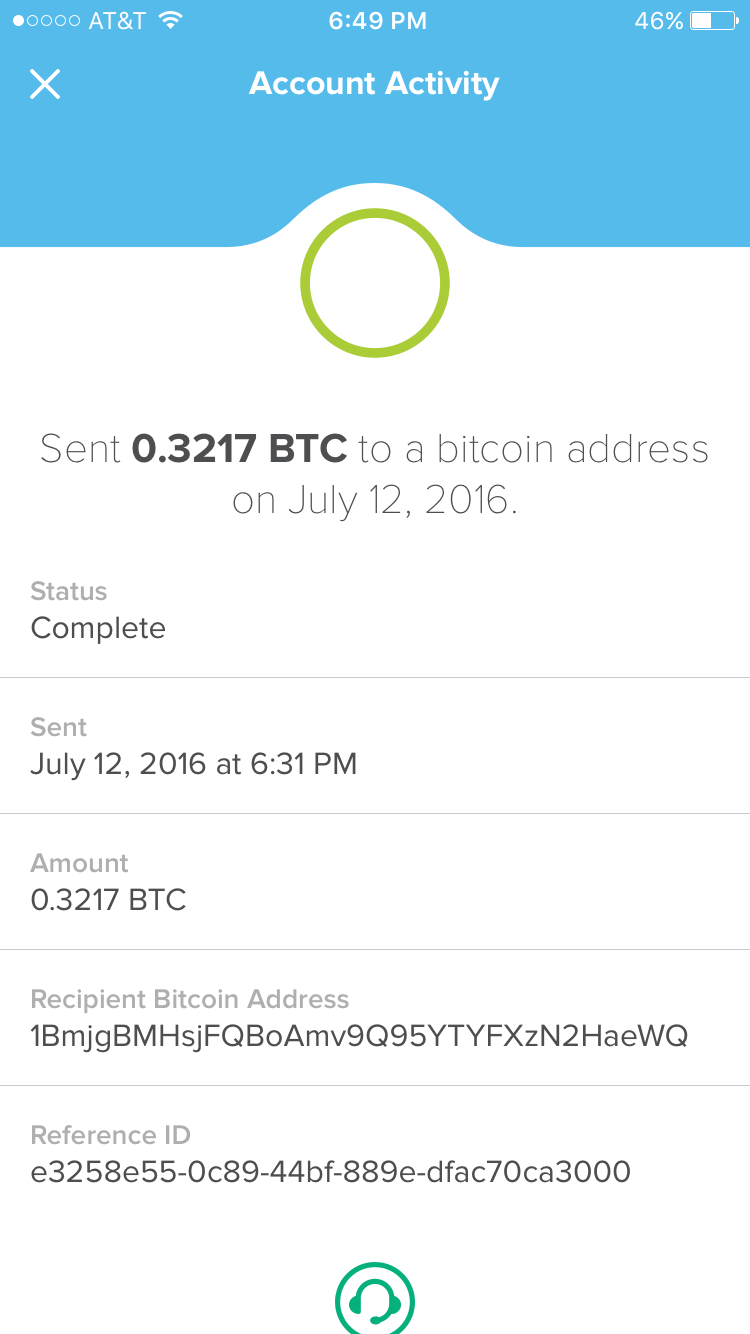 AT&T 6:49 PM 46%
Account Activity
Sent 0.3217 BTC to a bitcoin address
on July 12, 2016.
Status
Complete
Sent
July 12, 2016 at 6:31 PM
Amount
0.3217 BTC
Recipient Bitcoin Address
1BmjgBMHsjFQBoAmv9Q95YTYFXzN2HaeWQ
Reference ID
e3258e55-0c89-44bf-889e-dfac70ca3000